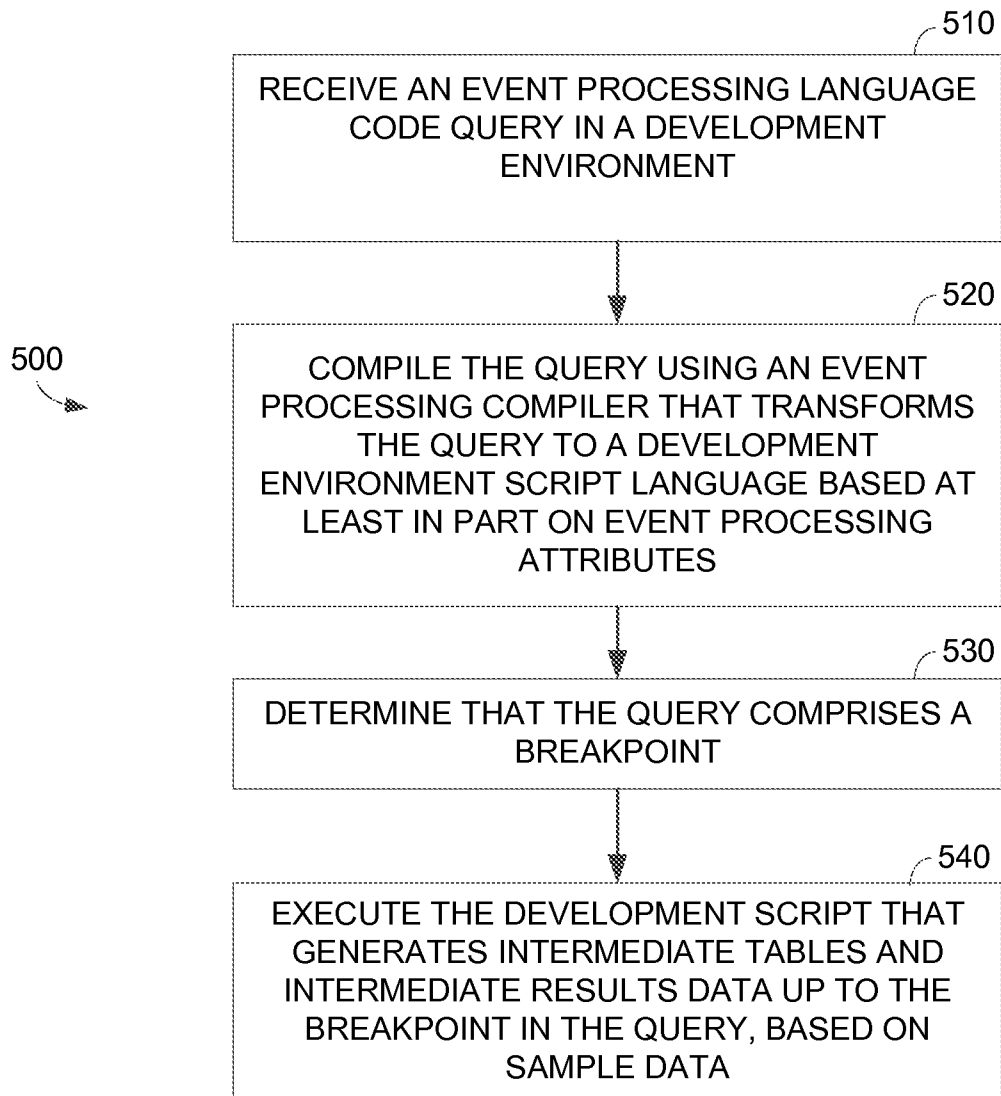 510
RECEIVE AN EVENT PROCESSING LANGUAGE
CODE QUERY IN A DEVELOPMENT
ENVIRONMENT
520
500
COMPILE THE QUERY USING AN EVENT
PROCESSING COMPILER THAT TRANSFORMS
THE QUERY TO A DEVELOPMENT
ENVIRONMENT SCRIPT LANGUAGE BASED AT
LEAST IN PART ON EVENT PROCESSING
ATTRIBUTES
530
DETERMINE THAT THE QUERY COMPRISES A
BREAKPOINT
540
EXECUTE THE DEVELOPMENT SCRIPT THAT
GENERATES INTERMEDIATE TABLES AND
INTERMEDIATE RESULTS DATA UP TO THE
BREAKPOINT IN THE QUERY, BASED ON
SAMPLE DATA